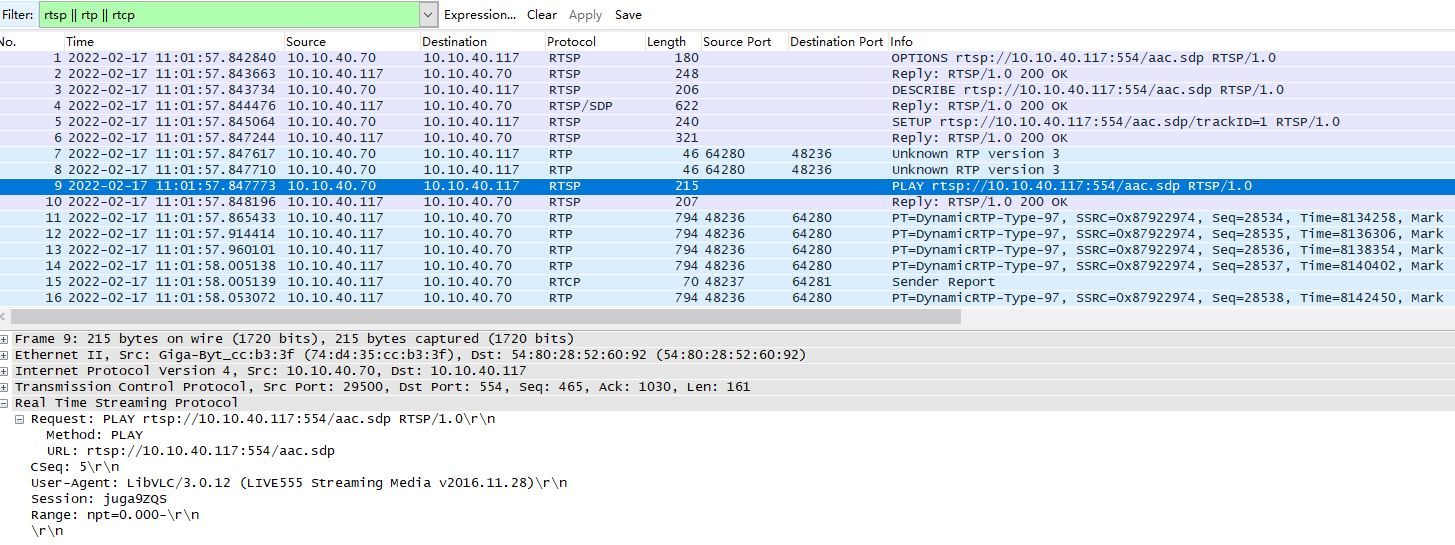 Filter: rtsp || rtp || rtcp Expression... Clear Apply Save
No. Time Source Destination Protocol Length Source Port Destination Port Info
1 2022-02-17 11:01:57.842840 10.10.40.70 10.10.40.117 RTSP 180 OPTIONS rtsp://10.10.40.117:554/aac.sdp RTSP/1.0
2 2022-02-17 11:01:57.843663 10.10.40.117 10.10.40.70 RTSP 248 Reply: RTSP/1.0 200 OK
3 2022-02-17 11:01:57.843734 10.10.40.70 10.10.40.117 RTSP 206 DESCRIBE rtsp://10.10.40.117:554/aac.sdp RTSP/1.0
4 2022-02-17 11:01:57.844476 10.10.40.117 10.10.40.70 RTSP/SDP 622 Reply: RTSP/1.0 200 OK
5 2022-02-17 11:01:57.845064 10.10.40.70 10.10.40.117 RTSP 240 SETUP rtsp://10.10.40.117:554/aac.sdp/trackID=1 RTSP/1.0
6 2022-02-17 11:01:57.847244 10.10.40.117 10.10.40.70 RTSP 321 Reply: RTSP/1.0 200 OK
7 2022-02-17 11:01:57.847617 10.10.40.70 10.10.40.117 RTP 46 64280 48236 Unknown RTP version 3
8 2022-02-17 11:01:57.847710 10.10.40.70 10.10.40.117 RTP 46 64280 48236 Unknown RTP version 3
9 2022-02-17 11:01:57.847773 10.10.40.70 10.10.40.117 RTSP 215 PLAY rtsp://10.10.40.117:554/aac.sdp RTSP/1.0
10 2022-02-17 11:01:57.848196 10.10.40.117 10.10.40.70 RTSP 207 Reply: RTSP/1.0 200 OK
11 2022-02-17 11:01:57.865433 10.10.40.117 10.10.40.70 RTP 794 48236 64280 PT=DynamicRTP-Type-97, SSRC=0x87922974, Seq=28534, Time=8134258, Mark
12 2022-02-17 11:01:57.914414 10.10.40.117 10.10.40.70 RTP 794 48236 64280 PT=DynamicRTP-Type-97, SSRC=0x87922974, Seq=28535, Time=8136306, Mark
13 2022-02-17 11:01:57.960101 10.10.40.117 10.10.40.70 RTP 794 48236 64280 PT=DynamicRTP-Type-97, SSRC=0x87922974, Seq=28536, Time=8138354, Mark
14 2022-02-17 11:01:58.005138 10.10.40.117 10.10.40.70 RTP 794 48236 64280 PT=DynamicRTP-Type-97, SSRC=0x87922974, Seq=28537, Time=8140402, Mark
15 2022-02-17 11:01:58.005139 10.10.40.117 10.10.40.70 RTCP 70 48237 64281 Sender Report
16 2022-02-17 11:01:58.053072 10.10.40.117 10.10.40.70 RTP 794 48236 64280 PT=DynamicRTP-Type-97, SSRC=0x87922974, Seq=28538, Time=8142450, Mark
Frame 9: 215 bytes on wire (1720 bits), 215 bytes captured (1720 bits)
Ethernet II, Src: Giga-Byt_cc:b3:3f (74:d4:35:cc:b3:3f), Dst: 54:80:28:52:60:92 (54:80:28:52:60:92)
Internet Protocol Version 4, Src: 10.10.40.70, Dst: 10.10.40.117
Transmission Control Protocol, Src Port: 29500, Dst Port: 554, Seq: 465, Ack: 1030, Len: 161
Real Time Streaming Protocol
Request: PLAY rtsp://10.10.40.117:554/aac.sdp RTSP/1.0\r\n
Method: PLAY
URL: rtsp://10.10.40.117:554/aac.sdp
CSeq: 5\r\n
User-Agent: LibVLC/3.0.12 (LIVE555 Streaming Media v2016.11.28)\r\n
Session: juga9ZQS
Range: npt=0.000-\r\n
\r\n